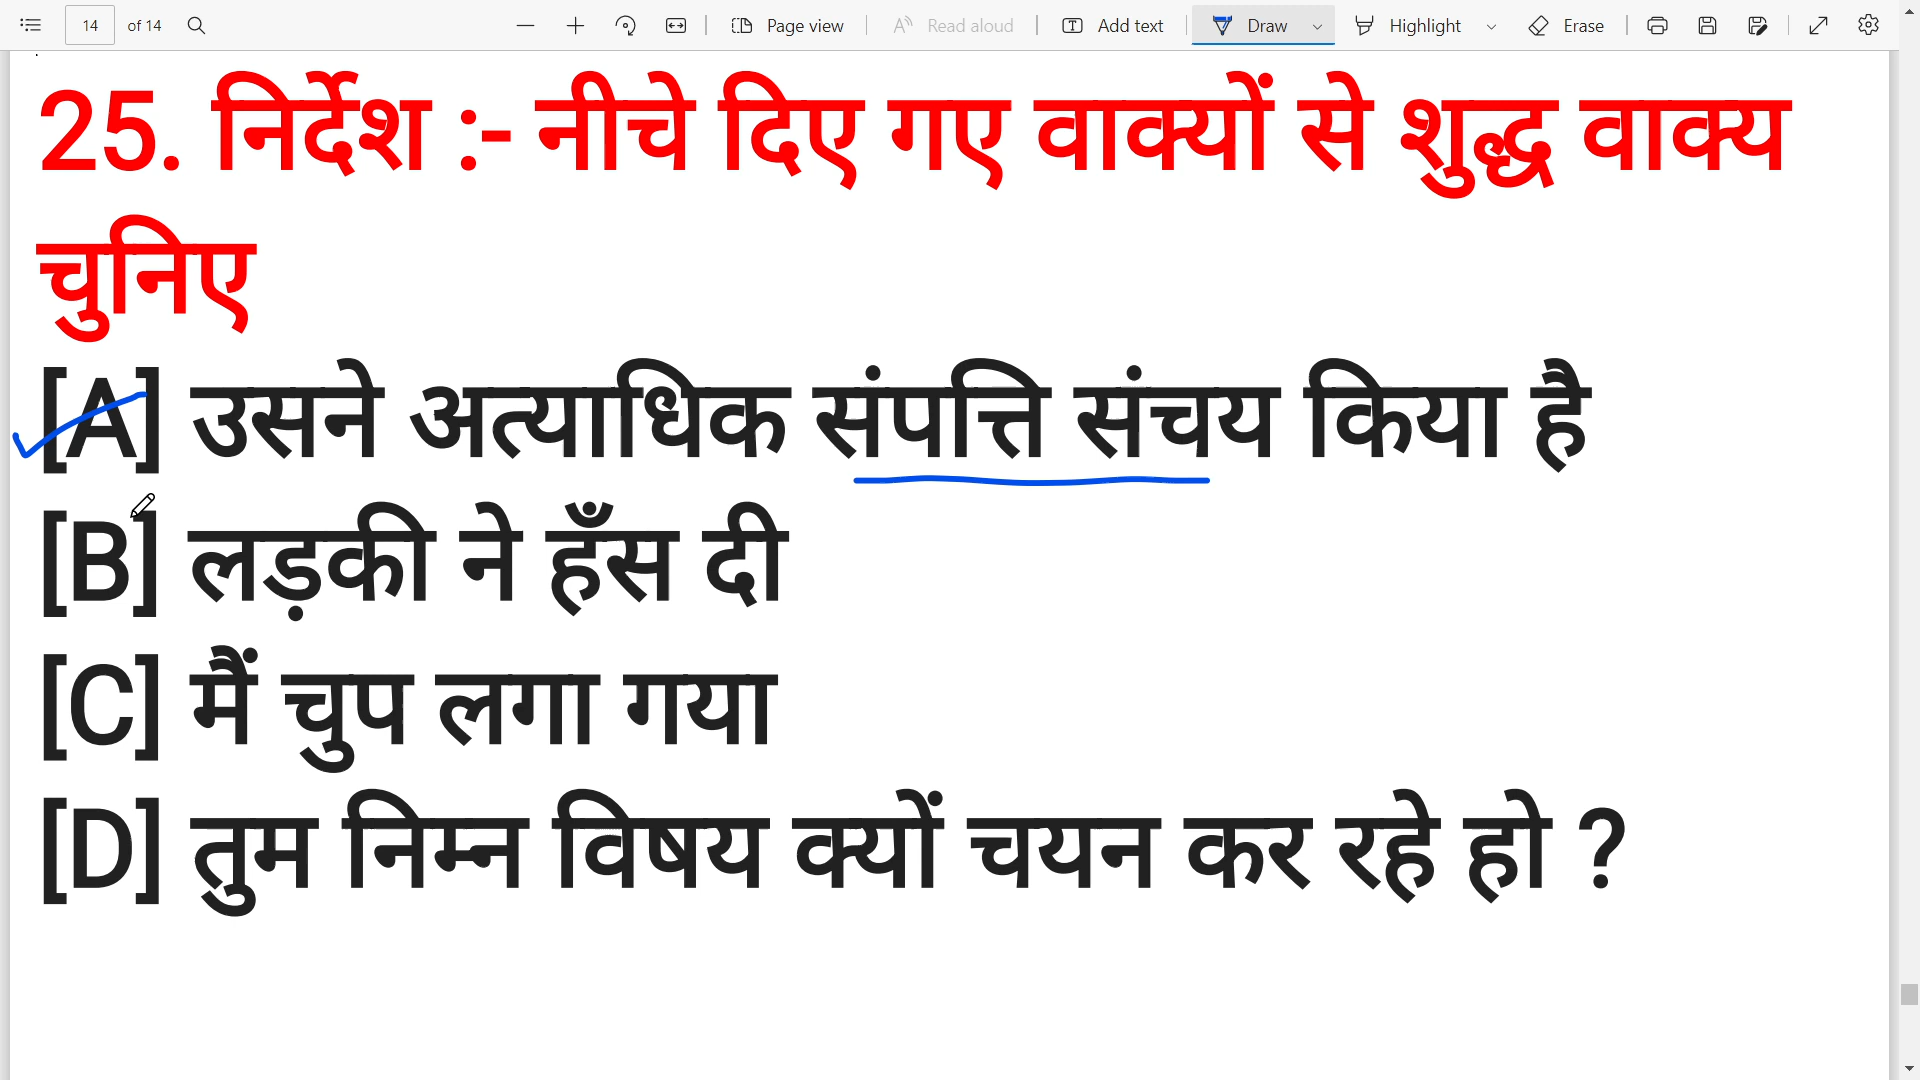 14 of 14 Page view Read aloud Add text Draw Highlight Erase
25. निर्देश :- नीचे दिए गए वाक्यों से शुद्ध वाक्य
चुनिए
[A] उसने अत्याधिक संपत्ति संचय किया है
[B] लड़की ने हँस दी
[C] मैं चुप लगा गया
[D] तुम निम्न विषय क्यों चयन कर रहे हो ?